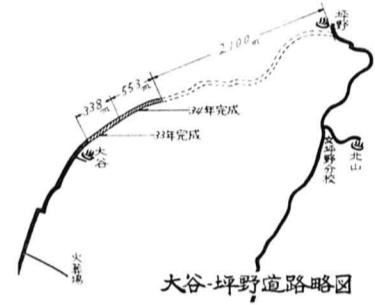 坪野
2100m
553m
338m
34年完成
33年完成
大谷
北山
文坪野分校
火葬場
大谷-坪野道路略図